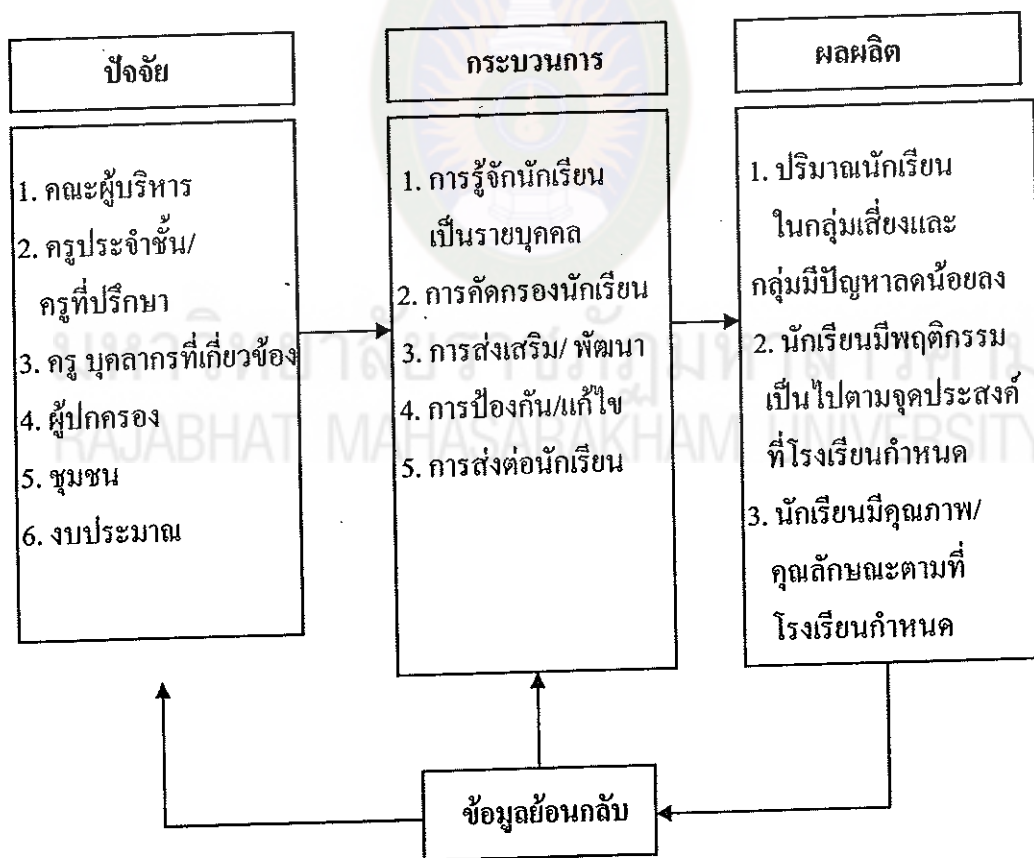 ปัจจัย
1. คณะผู้บริหาร
2. ครูประจำชั้น/
ครูที่ปรึกษา
3. ครู บุคลากรที่เกี่ยวข้อง
4. ผู้ปกครอง
5. ชุมชน
6. งบประมาณ
กระบวนการ
1. การรู้จักนักเรียน
เป็นรายบุคคล
2. การคัดกรองนักเรียน
3. การส่งเสริม/ พัฒนา
4. การป้องกัน/แก้ไข
5. การส่งต่อนักเรียน
ผลผลิต
1. ปริมาณนักเรียน
ในกลุ่มเสี่ยงและ
กลุ่มมีปัญหาลดน้อยลง
2. นักเรียนมีพฤติกรรม
เป็นไปตามจุดประสงค์
ที่โรงเรียนกำหนด
3. นักเรียนมีคุณภาพ/
คุณลักษณะตามที่
โรงเรียนกำหนด
ข้อมูลย้อนกลับ
มหาวิทยาลัยราชภัฏมหาสารคาม
RAJABHAT MAHASARAKHAM UNIVERSITY